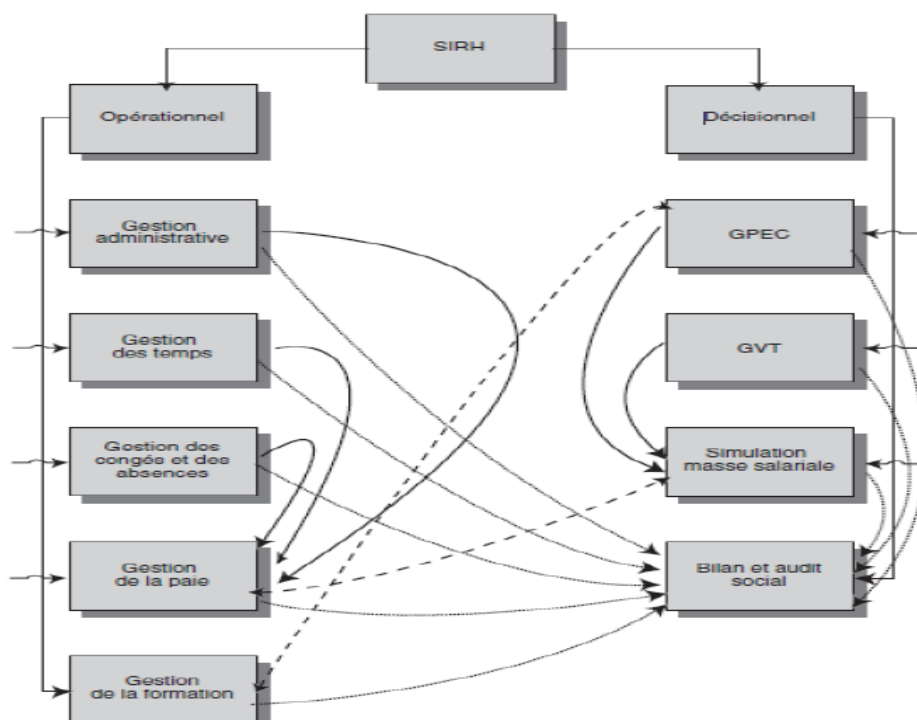 SIRH
Opérationnel
Décisionnel
Gestion
administrative
GPEC
Gestion
des temps
GVT
Gestion des
congés et des
absences
Simulation
masse salariale
Gestion
de la paie
Bilan et audit
social
Gestion
de la formation